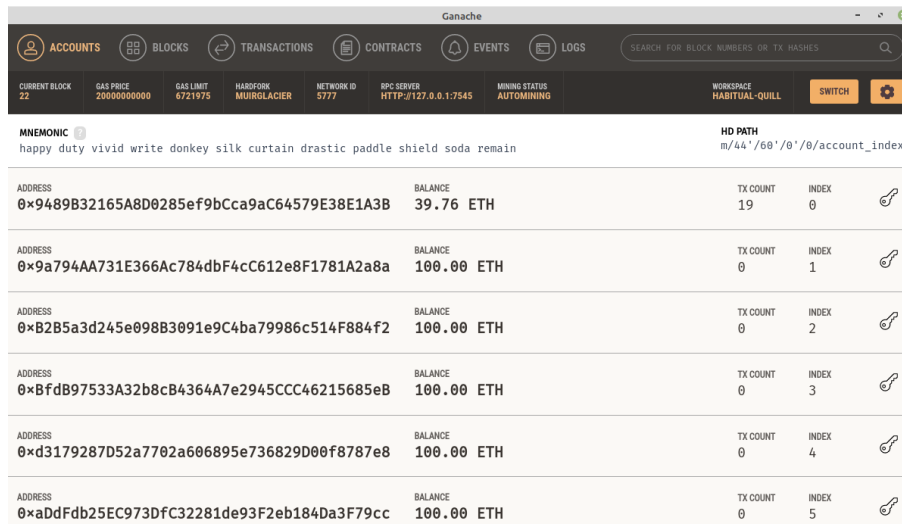 Ganache
ACCOUNTS BLOCKS TRANSACTIONS CONTRACTS EVENTS LOGS SEARCH FOR BLOCK NUMBERS OR TX HASHES
CURRENT BLOCK GAS PRICE GAS LIMIT HARDFORK NETWORK ID RPC SERVER MINING STATUS WORKSPACE
22 20000000000 6721975 MUIRGLACIER 5777 HTTP://127.0.0.1:7545 AUTOMINING HABITUAL-QUILL SWITCH
MNEMONIC ? HD PATH
happy duty vivid write donkey silk curtain drastic paddle shield soda remain m/44'/60'/0'/0/account_index
ADDRESS BALANCE TX COUNT INDEX
0×9489B32165A8D0285ef9bCca9aC64579E38E1A3B 39.76 ETH 19 0
ADDRESS BALANCE TX COUNT INDEX
0×9a794AA731E366Ac784dbF4cC612e8F1781A2a8a 100.00 ETH 0 1
ADDRESS BALANCE TX COUNT INDEX
0×B2B5a3d245e098B3091e9C4ba79986c514F884f2 100.00 ETH 0 2
ADDRESS BALANCE TX COUNT INDEX
0×BfdB97533A32b8cB4364A7e2945CCC46215685eB 100.00 ETH 0 3
ADDRESS BALANCE TX COUNT INDEX
0×d3179287D52a7702a606895e736829D00f8787e8 100.00 ETH 0 4
ADDRESS BALANCE TX COUNT INDEX
0×aDdFdb25EC973DfC32281de93F2eb184Da3F79cc 100.00 ETH 0 5